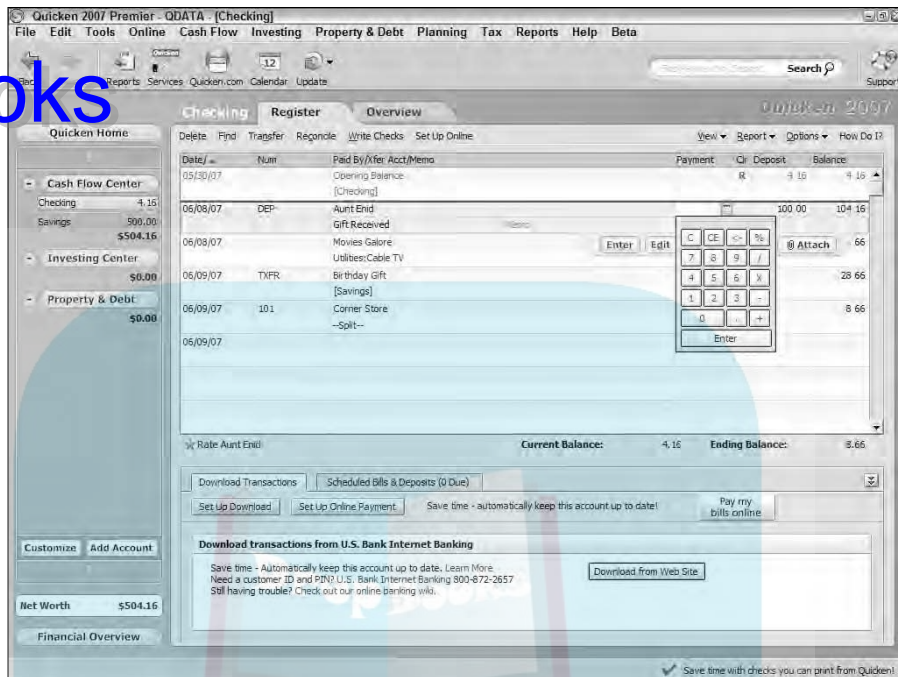 Quicken 2007 Premier - QDATA - [Checking]
File Edit Tools Online Cash Flow Investing Property & Debt Planning Tax Reports Help Beta
Reports Services Quicken.com Calendar Update Search Support
oks
Checking Register Overview Quicken 2007
Quicken Home
Delete Find Transfer Reconcile Write Checks Set Up Online View Report Options How Do I?
Date/ Num Paid By/Xfer Acct/Memo Payment Clr Deposit Balance
05/30/07 Opening Balance R 4 16 4 16
[Checking]
06/08/07 DEP Aunt Enid 100.00 104 16
Gift Received Memo
06/08/07 Movies Galore 66
Utilities:Cable TV
Enter Edit Attach
06/09/07 TXFR Birthday Gift 28 66
[Savings]
06/09/07 101 Corner Store 8 66
--Split--
06/09/07
C CE <- %
7 8 9 /
4 5 6 X
1 2 3 -
0 . +
Enter
- Cash Flow Center
Checking 4.16
Savings 500.00
$504.16
- Investing Center
$0.00
- Property & Debt
$0.00
Rate Aunt Enid Current Balance: 4.16 Ending Balance: 8.66
Download Transactions Scheduled Bills & Deposits (0 Due)
Set Up Download Set Up Online Payment Save time - automatically keep this account up to date! Pay my bills online
Download transactions from U.S. Bank Internet Banking
Save time - Automatically keep this account up to date. Learn More
Need a customer ID and PIN? U.S. Bank Internet Banking 800-872-2657
Still having trouble? Check out our online banking wiki.
Download from Web Site
Customize Add Account
Net Worth $504.16
Financial Overview
Books
Save time with checks you can print from Quicken!